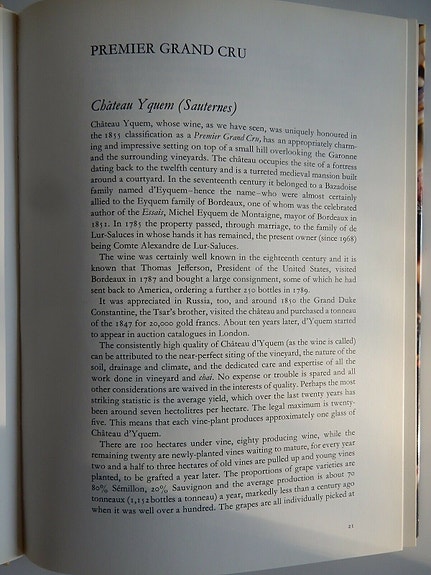 PREMIER GRAND CRU
Château Yquem (Sauternes)
Château Yquem, whose wine, as we have seen, was uniquely honoured in
the 1855 classification as a Premier Grand Cru, has an appropriately charm-
ing and impressive setting on top of a small hill overlooking the Garonne
and the surrounding vineyards. The château occupies the site of a fortress
dating back to the twelfth century and is a turreted medieval mansion built
around a courtyard. In the seventeenth century it belonged to a Bazadoise
family named d'Eyquem–hence the name–who were almost certainly
allied to the Eyquem family of Bordeaux, one of whom was the celebrated
author of the Essais, Michel Eyquem de Montaigne, mayor of Bordeaux in
1851. In 1785 the property passed, through marriage, to the family of de
Lur-Saluces in whose hands it has remained, the present owner (since 1968)
being Comte Alexandre de Lur-Saluces.
The wine was certainly well known in the eighteenth century and it is
known that Thomas Jefferson, President of the United States, visited
Bordeaux in 1787 and bought a large consignment, some of which he had
sent back to America, ordering a further 250 bottles in 1789.
It was appreciated in Russia, too, and around 1850 the Grand Duke
Constantine, the Tsar's brother, visited the château and purchased a tonneau
of the 1847 for 20,000 gold francs. About ten years later, d'Yquem started
to appear in auction catalogues in London.
The consistently high quality of Château d'Yquem (as the wine is called)
can be attributed to the near-perfect siting of the vineyard, the nature of the
soil, drainage and climate, and the dedicated care and expertise of all the
work done in vineyard and chai. No expense or trouble is spared and all
other considerations are waived in the interests of quality. Perhaps the most
striking statistic is the average yield, which over the last twenty years has
been around seven hectolitres per hectare. The legal maximum is twenty-
five. This means that each vine-plant produces approximately one glass of
Château d'Yquem.
There are 100 hectares under vine, eighty producing wine, while the
remaining twenty are newly-planted vines waiting to mature, for every year
two and a half to three hectares of old vines are pulled up and young vines
planted, to be grafted a year later. The proportions of grape varieties are
80% Sémillon, 20% Sauvignon and the average production is about 70
tonneaux (1,152 bottles a tonneau) a year, markedly less than a century ago
when it was well over a hundred. The grapes are all individually picked at
21